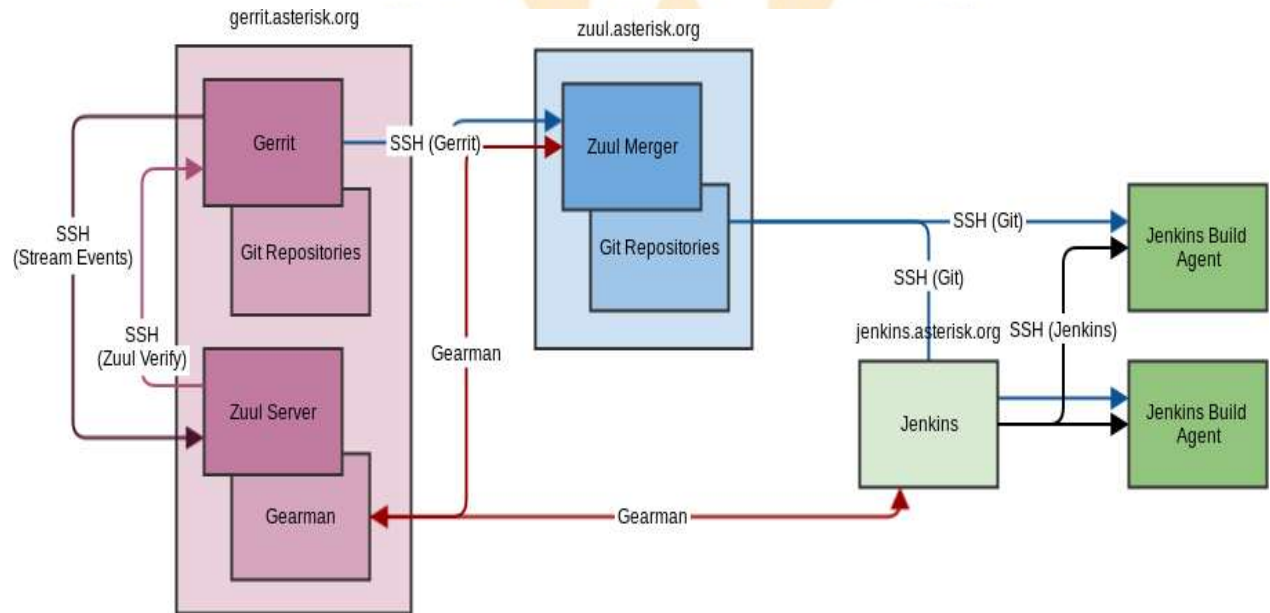 gerrit.asterisk.org
zuul.asterisk.org
Gerrit
SSH (Gerrit)
Zuul Merger
Git Repositories
Git Repositories
SSH
(Stream Events)
SSH (Git)
Jenkins Build
Agent
SSH (Git)
SSH
(Zuul Verify)
Gearman
jenkins.asterisk.org
SSH (Jenkins)
Zuul Server
Jenkins
Jenkins Build
Agent
Gearman
Gearman